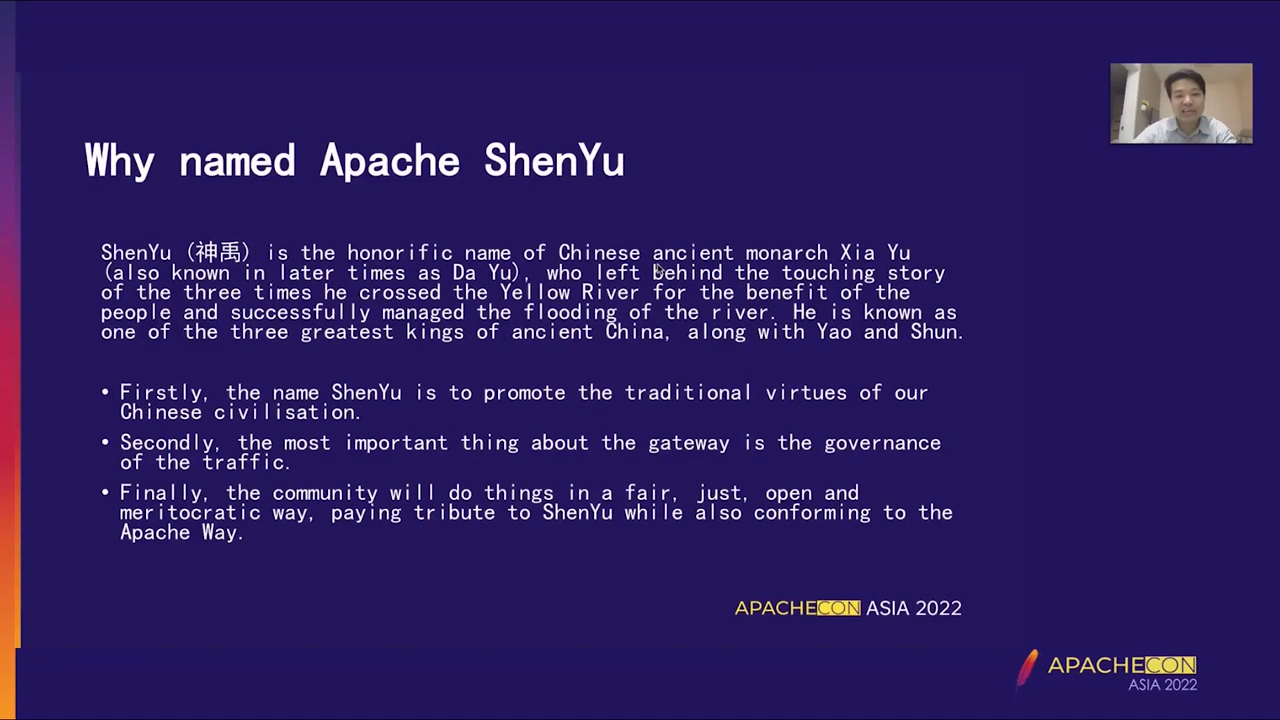 Why named Apache ShenYu
ShenYu (神禹) is the honorific name of Chinese ancient monarch Xia Yu
(also known in later times as Da Yu), who left behind the touching story
of the three times he crossed the Yellow River for the benefit of the
people and successfully managed the flooding of the river. He is known as
one of the three greatest kings of ancient China, along with Yao and Shun.
• Firstly, the name ShenYu is to promote the traditional virtues of our
Chinese civilisation.
• Secondly, the most important thing about the gateway is the governance
of the traffic.
• Finally, the community will do things in a fair, just, open and
meritocratic way, paying tribute to ShenYu while also conforming to the
Apache Way.
APACHECON ASIA 2022
APACHECON
ASIA 2022